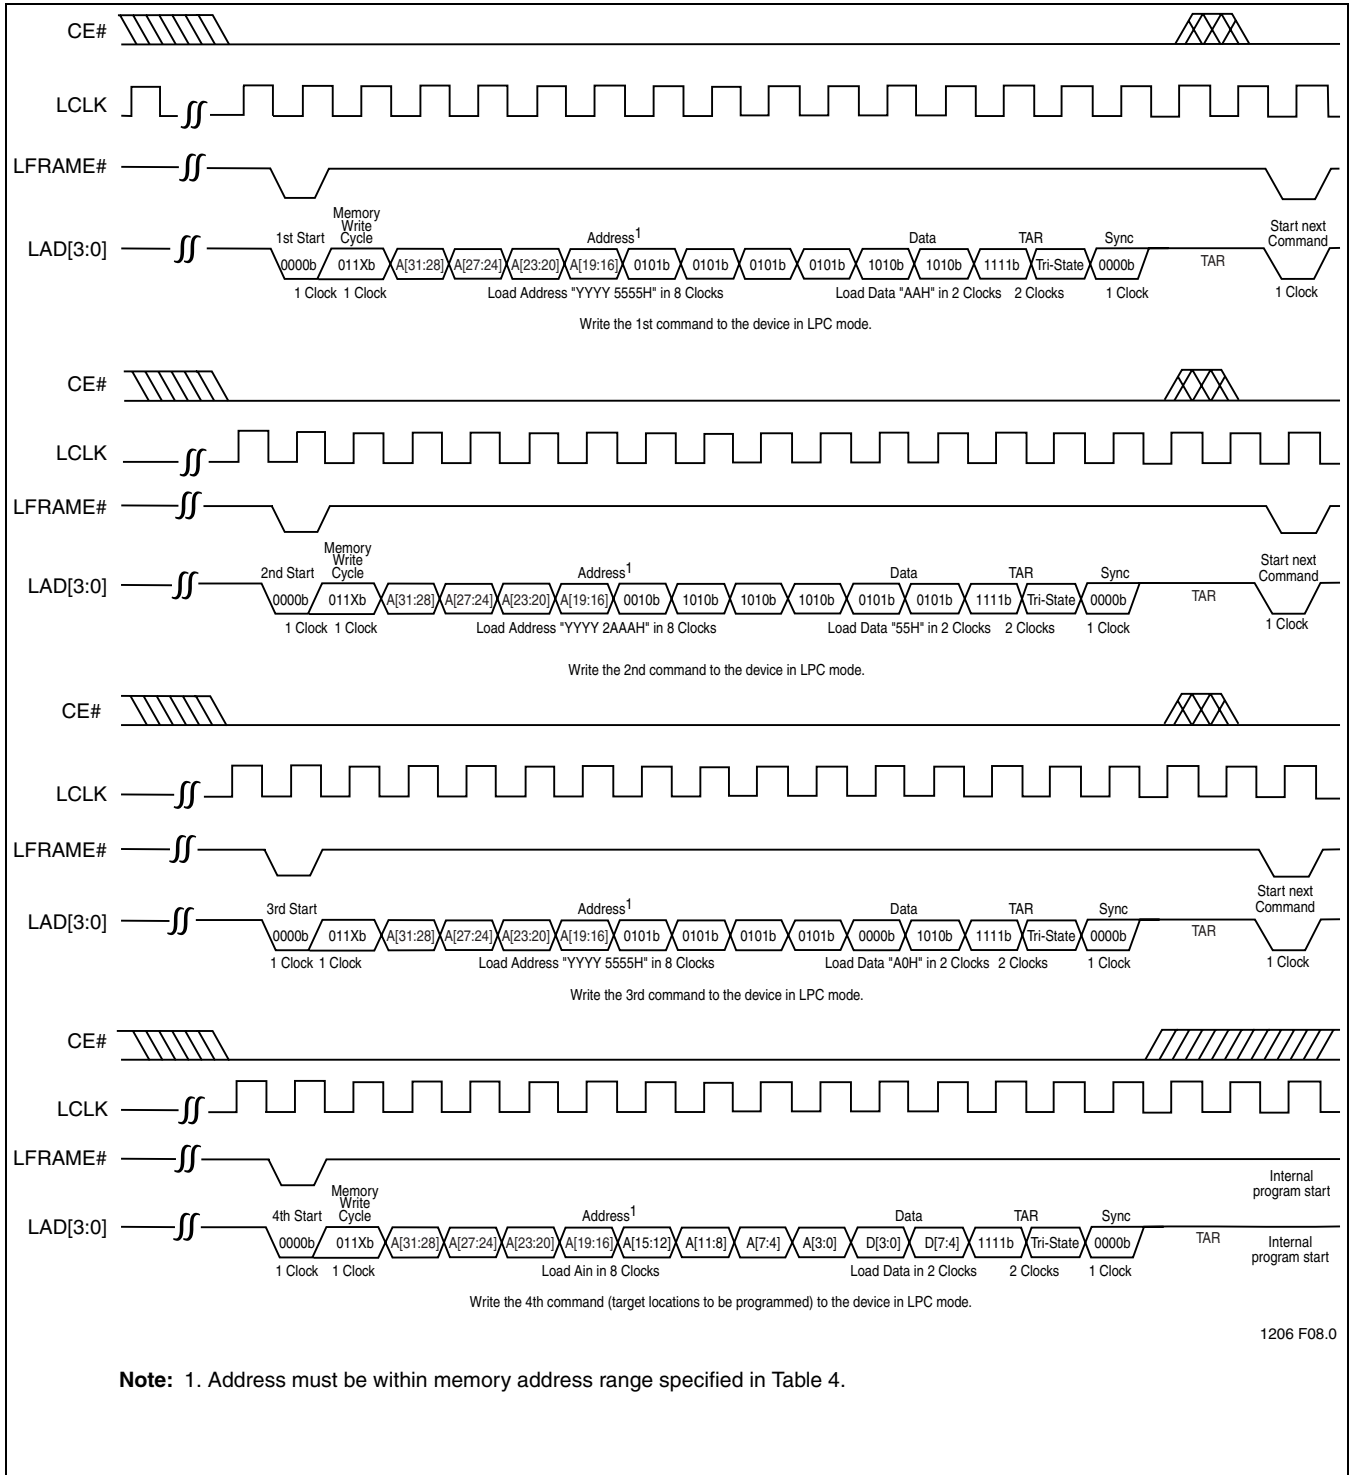 CE#
LCLK
LFRAME#
Memory
Write
Cycle
1st Start
Address1
Data
TAR
Sync
Start next
Command
LAD[3:0]
0000b 011Xb A[31:28] A[27:24] A[23:20] A[19:16] 0101b 0101b 0101b 0101b 1010b 1010b 1111b Tri-State 0000b TAR
1 Clock 1 Clock Load Address "YYYY 5555H" in 8 Clocks Load Data "AAH" in 2 Clocks 2 Clocks 1 Clock 1 Clock
Write the 1st command to the device in LPC mode.
CE#
LCLK
LFRAME#
Memory
Write
Cycle
2nd Start
Address1
Data
TAR
Sync
Start next
Command
LAD[3:0]
0000b 011Xb A[31:28] A[27:24] A[23:20] A[19:16] 0010b 1010b 1010b 1010b 0101b 0101b 1111b Tri-State 0000b TAR
1 Clock 1 Clock Load Address "YYYY 2AAAH" in 8 Clocks Load Data "55H" in 2 Clocks 2 Clocks 1 Clock 1 Clock
Write the 2nd command to the device in LPC mode.
CE#
LCLK
LFRAME#
3rd Start
Address1
Data
TAR
Sync
Start next
Command
LAD[3:0]
0000b 011Xb A[31:28] A[27:24] A[23:20] A[19:16] 0101b 0101b 0101b 0101b 0000b 1010b 1111b Tri-State 0000b TAR
1 Clock 1 Clock Load Address "YYYY 5555H" in 8 Clocks Load Data "A0H" in 2 Clocks 2 Clocks 1 Clock 1 Clock
Write the 3rd command to the device in LPC mode.
CE#
LCLK
LFRAME#
Internal
program start
Memory
Write
Cycle
4th Start
Address1
Data
TAR
Sync
LAD[3:0]
0000b 011Xb A[31:28] A[27:24] A[23:20] A[19:16] A[15:12] A[11:8] A[7:4] A[3:0] D[3:0] D[7:4] 1111b Tri-State 0000b TAR
Internal
program start
1 Clock 1 Clock Load Ain in 8 Clocks Load Data in 2 Clocks 2 Clocks 1 Clock
Write the 4th command (target locations to be programmed) to the device in LPC mode.
1206 F08.0
Note: 1. Address must be within memory address range specified in Table 4.